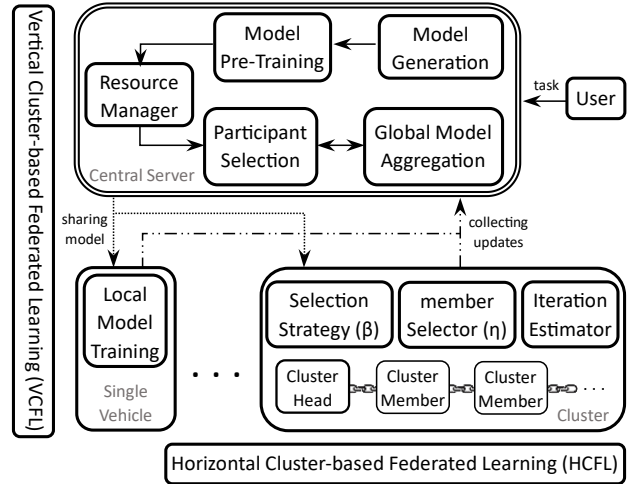 Vertical Cluster-based Federated Learning (VCFL)
Model
Pre-Training
Model
Generation
Resource
Manager
Participant
Selection
Global Model
Aggregation
Central Server
task
User
sharing
model
collecting
updates
Local
Model
Training
Single
Vehicle
. . .
Selection
Strategy (β)
member
Selector (η)
Iteration
Estimator
Cluster
Head
Cluster
Member
Cluster
Member
. . .
Cluster
Horizontal Cluster-based Federated Learning (HCFL)